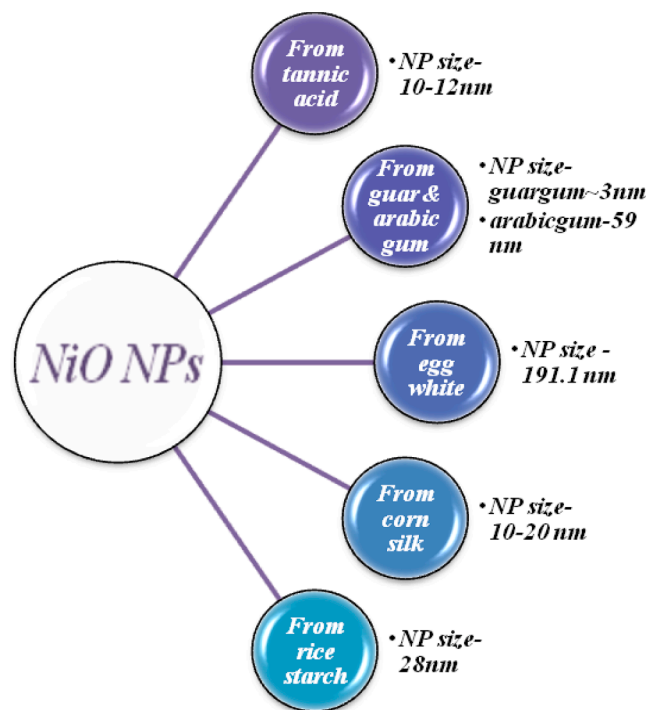 From
tannic
acid
• NP size-
10-12nm
From
guar &
arabic
gum
• NP size-
guargum~3nm
• arabicgum-59
nm
NiO NPs
From
egg
white
• NP size -
191.1 nm
From
corn
silk
• NP size-
10-20 nm
From
rice
starch
• NP size-
28nm